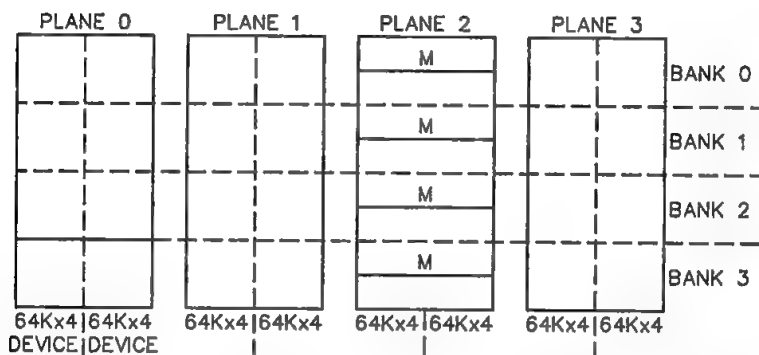 PLANE 0 PLANE 1 PLANE 2 PLANE 3
M
BANK 0
M
BANK 1
M
BANK 2
M
BANK 3
64Kx4 64Kx4 64Kx4 64Kx4 64Kx4 64Kx4 64Kx4 64Kx4
DEVICE DEVICE